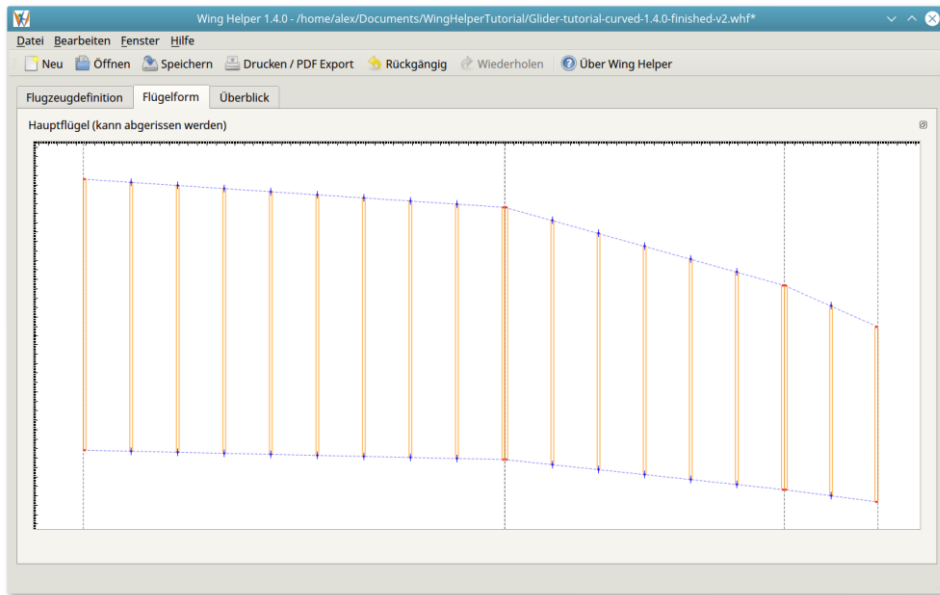 Wing Helper 1.4.0 - /home/alex/Documents/WingHelperTutorial/Glider-tutorial-curved-1.4.0-finished-v2.whf*
Datei Bearbeiten Fenster Hilfe
Neu Öffnen Speichern Drucken / PDF Export Rückgängig Wiederholen Über Wing Helper
Flugzeugdefinition Flügelform Überblick
Hauptflügel (kann abgerissen werden)